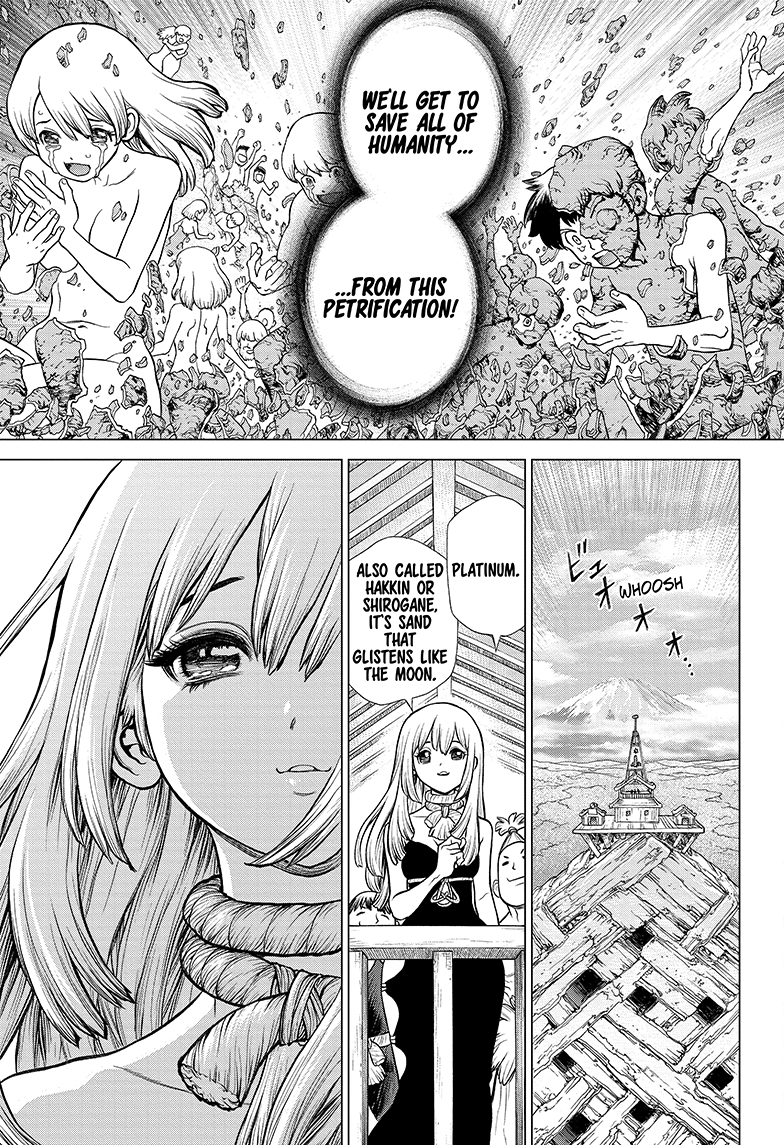 WE'LL GET TO
SAVE ALL OF
HUMANITY...
...FROM THIS
PETRIFICATION!
ビュ
オ
WHOOSH
オ
オ...
PLATINUM.
ALSO CALLED
HAKKIN OR
SHIROGANE,
IT'S SAND
THAT
GLISTENS LIKE
THE MOON.